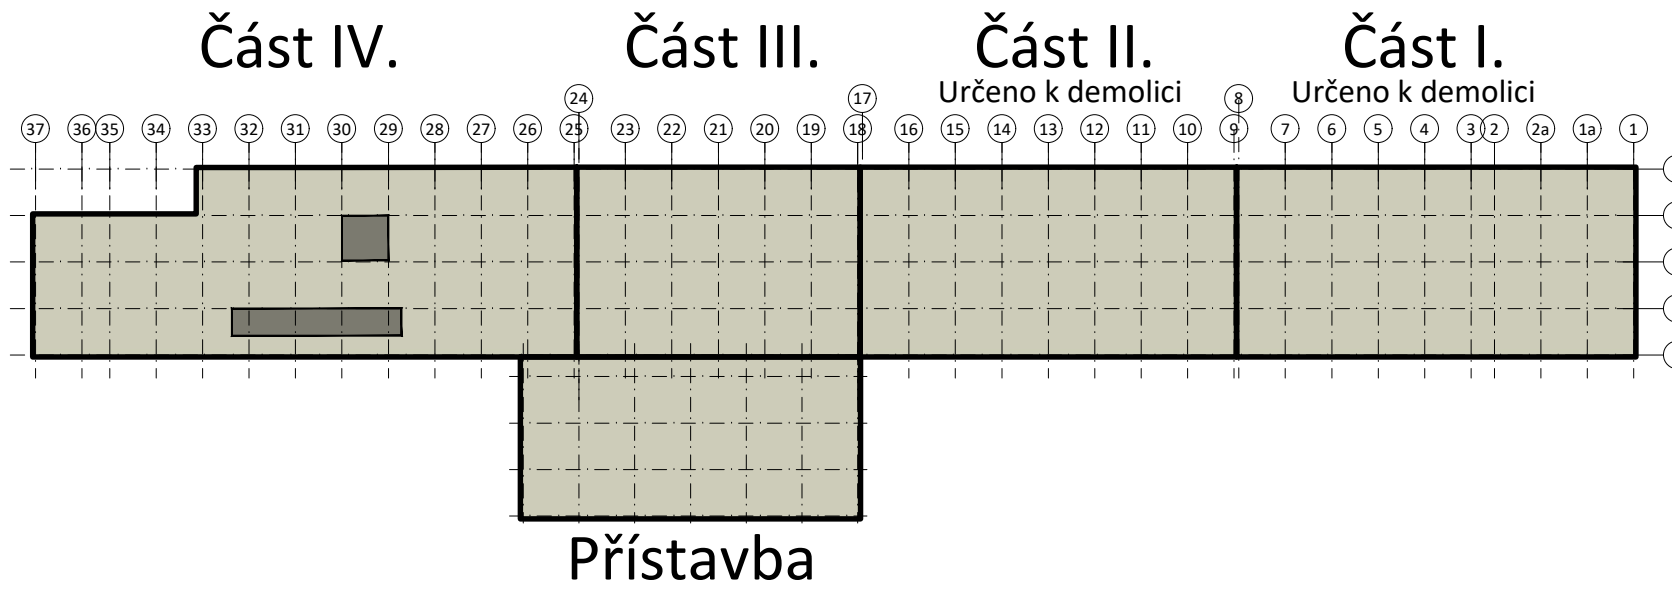 Část IV. Část III. Část II. Část I.
Určeno k demolici Určeno k demolici
24 17 8
37 36 35 34 33 32 31 30 29 28 27 26 25 23 22 21 20 19 18 16 15 14 13 12 11 10 9 7 6 5 4 3 2 2a 1a 1
Přístavba